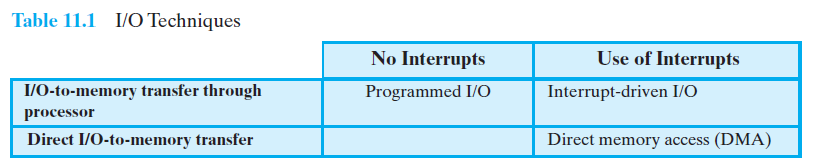 Table 11.1 I/O Techniques
No Interrupts Use of Interrupts
I/O-to-memory transfer through Programmed I/O Interrupt-driven I/O
processor
Direct I/O-to-memory transfer Direct memory access (DMA)